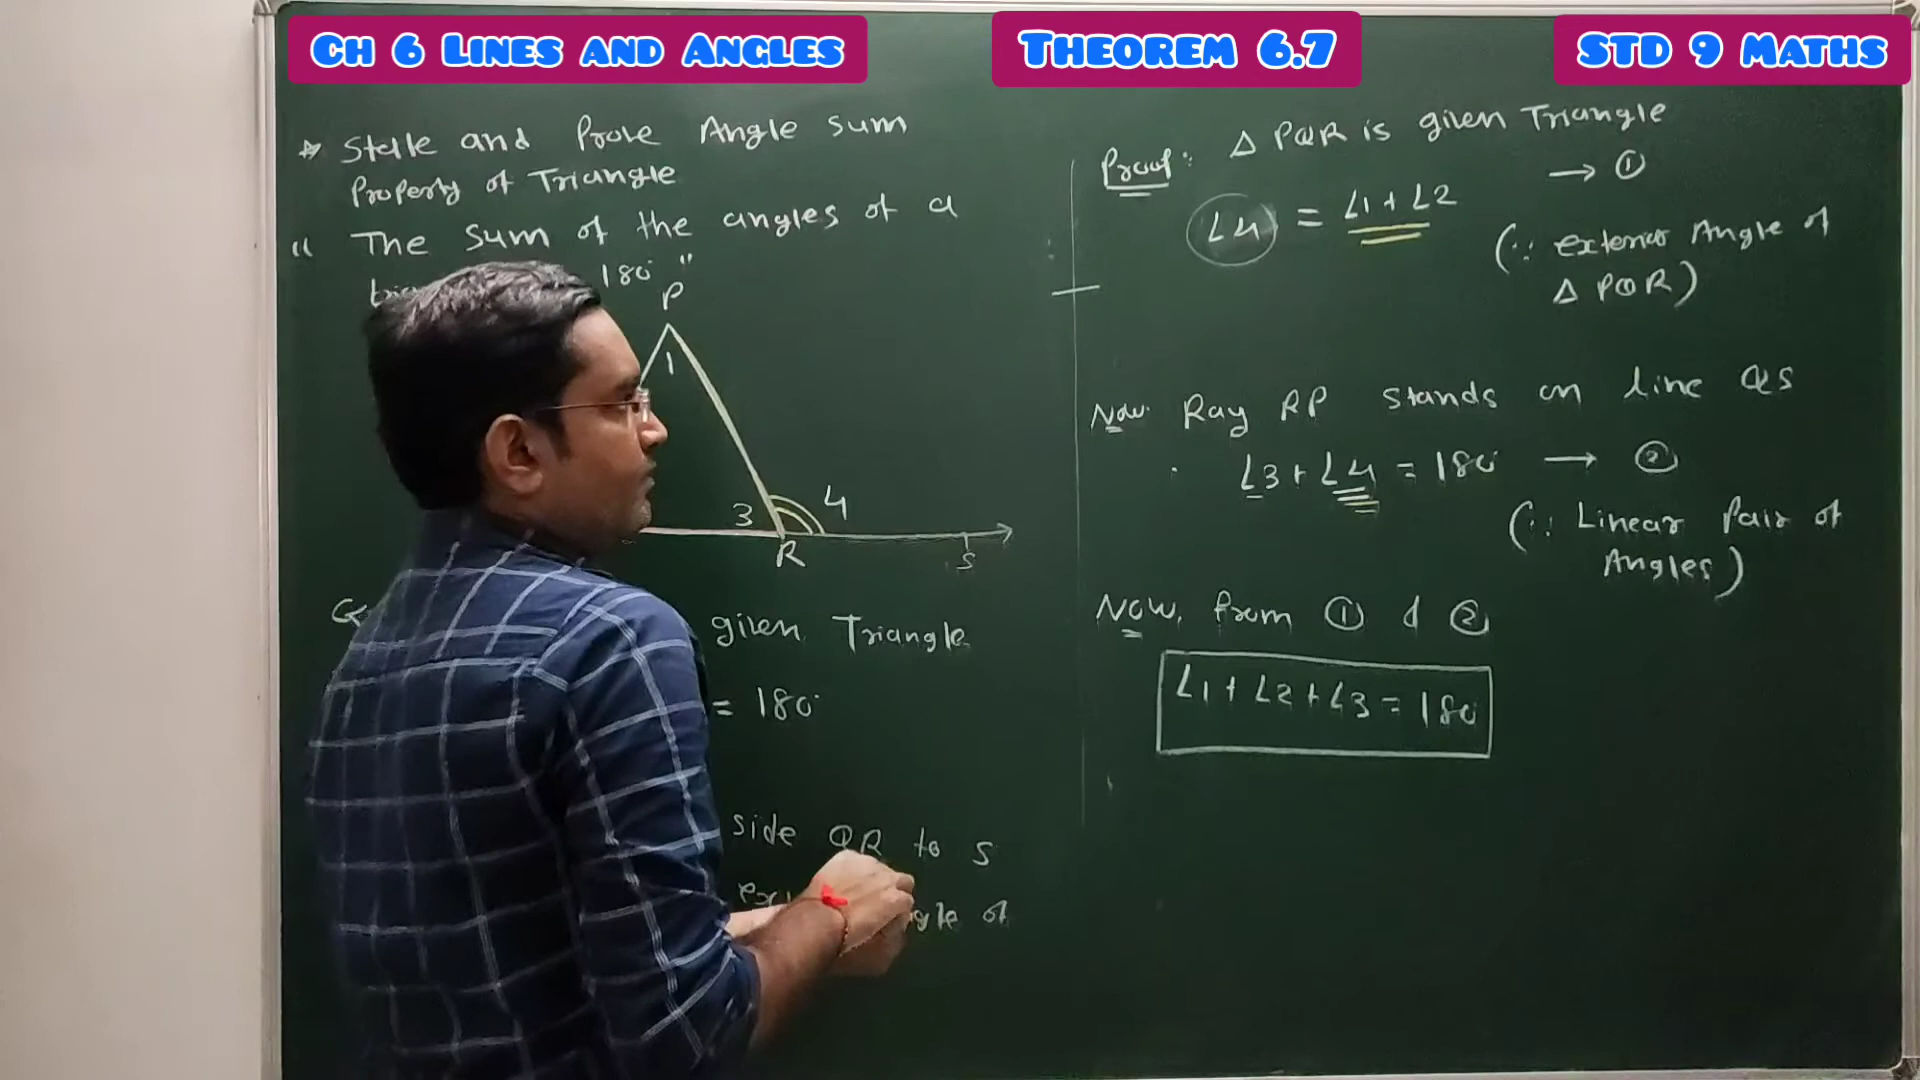 CH 6 LINES AND ANGLES
THEOREM 6.7
STD 9 MATHS
State and Prove Angle sum
Property of Triangle
" The sum of the angles of a
180° "
P
1
3
4
R
S
given Triangle
= 180°
side QR to S
of
Proof: △ PQR is given Triangle
∠4 = ∠1 + ∠2 → ①
(∵ exterior Angle of
△ PQR)
Now Ray RP stands on line QS
∠3 + ∠4 = 180° → ②
(∵ Linear Pair of
Angles)
Now, from ① & ②
∠1 + ∠2 + ∠3 = 180°